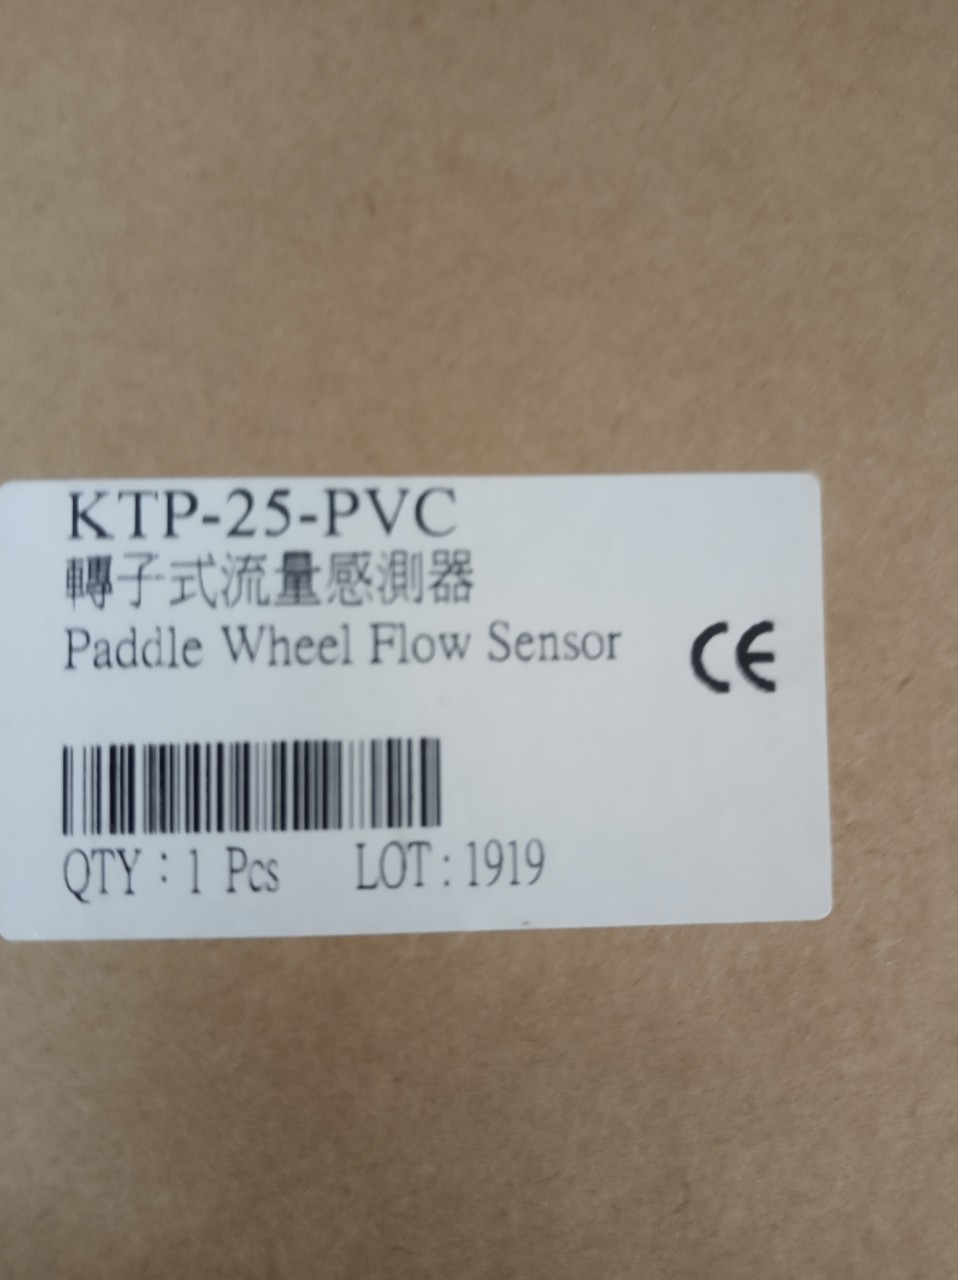 KTP-25-PVC
轉子式流量感測器
Paddle Wheel Flow Sensor
CE
QTY : 1 Pcs LOT : 1919